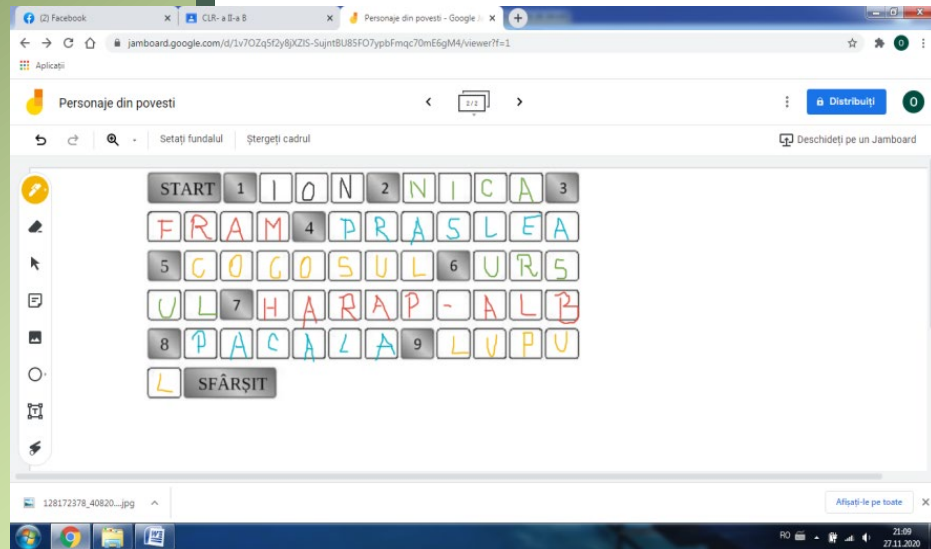 (2) Facebook CLR- a II-a B Personaje din povesti - Google J
jamboard.google.com/d/1v7OZq5f2y8jXZIS-SujntBU85FO7ypbFmqc70mE6gM4/viewer?f=1
Aplicații
Personaje din povesti 2/2 Distribuiți O
Setați fundalul Ștergeți cadrul Deschideți pe un Jamboard
START 1 I O N 2 N I C A 3
F R A M 4 P R A S L E A
5 C O C O S U L 6 U R S
U L 7 H A R A P - A L B
8 P A C A L A 9 L U P U
L SFÂRȘIT
128172378_40820....jpg Afișați-le pe toate
RO 21:09
27.11.2020